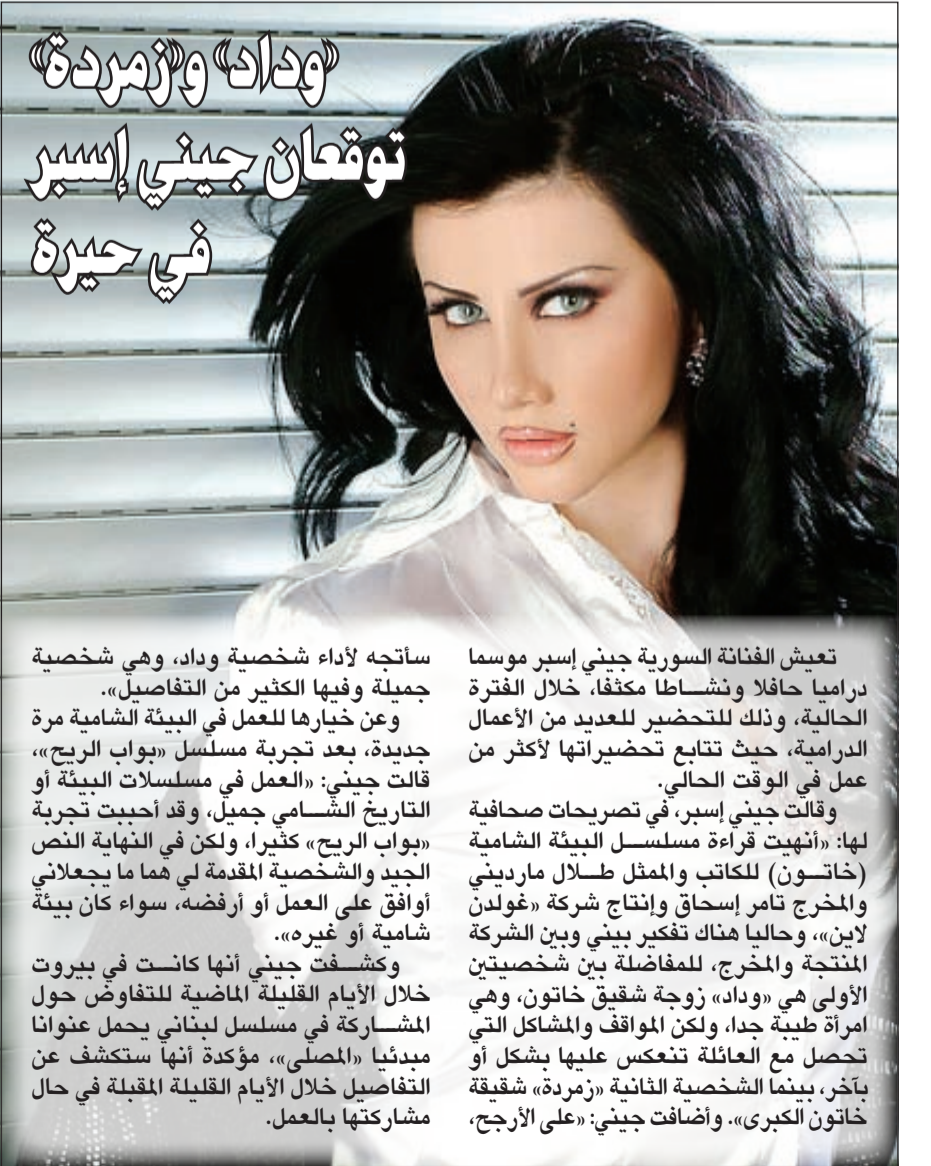 «وداد» و«زمردة»
توقعان جيني إسبر
في حيرة
تعيش الفنانة السورية جيني إسبر موسما
دراميا حافلا ونشاطا مكثفا، خلال الفترة
الحالية، وذلك للتحضير للعديد من الأعمال
الدرامية، حيث تتابع تحضيراتها لأكثر من
عمل في الوقت الحالي.
وقالت جيني إسبر، في تصريحات صحافية
لها: «أنهيت قراءة مسلسل البيئة الشامية
(خاتون) للكاتب والممثل طلال مارديني
والمخرج تامر إسحاق وإنتاج شركة «غولدن
لاين»، وحاليا هناك تفكير بيني وبين الشركة
المنتجة والمخرج، للمفاضلة بين شخصيتين
الأولى هي «وداد» زوجة شقيق خاتون، وهي
امرأة طيبة جدا، ولكن المواقف والمشاكل التي
تحصل مع العائلة تنعكس عليها بشكل أو
بآخر، بينما الشخصية الثانية «زمردة» شقيقة
خاتون الكبرى». وأضافت جيني: «على الأرجح،
سأتجه لأداء شخصية وداد، وهي شخصية
جميلة وفيها الكثير من التفاصيل».
وعن خيارها للعمل في البيئة الشامية مرة
جديدة، بعد تجربة مسلسل «بواب الريح»،
قالت جيني: «العمل في مسلسلات البيئة أو
التاريخ الشامي جميل، وقد أحببت تجربة
«بواب الريح» كثيرا، ولكن في النهاية النص
الجيد والشخصية المقدمة لي هما ما يجعلاني
أوافق على العمل أو أرفضه، سواء كان بيئة
شامية أو غيره».
وكشفت جيني أنها كانت في بيروت
خلال الأيام القليلة الماضية للتفاوض حول
المشاركة في مسلسل لبناني يحمل عنوانا
مبدئيا «المصلى»، مؤكدة أنها ستكشف عن
التفاصيل خلال الأيام القليلة المقبلة في حال
مشاركتها بالعمل.